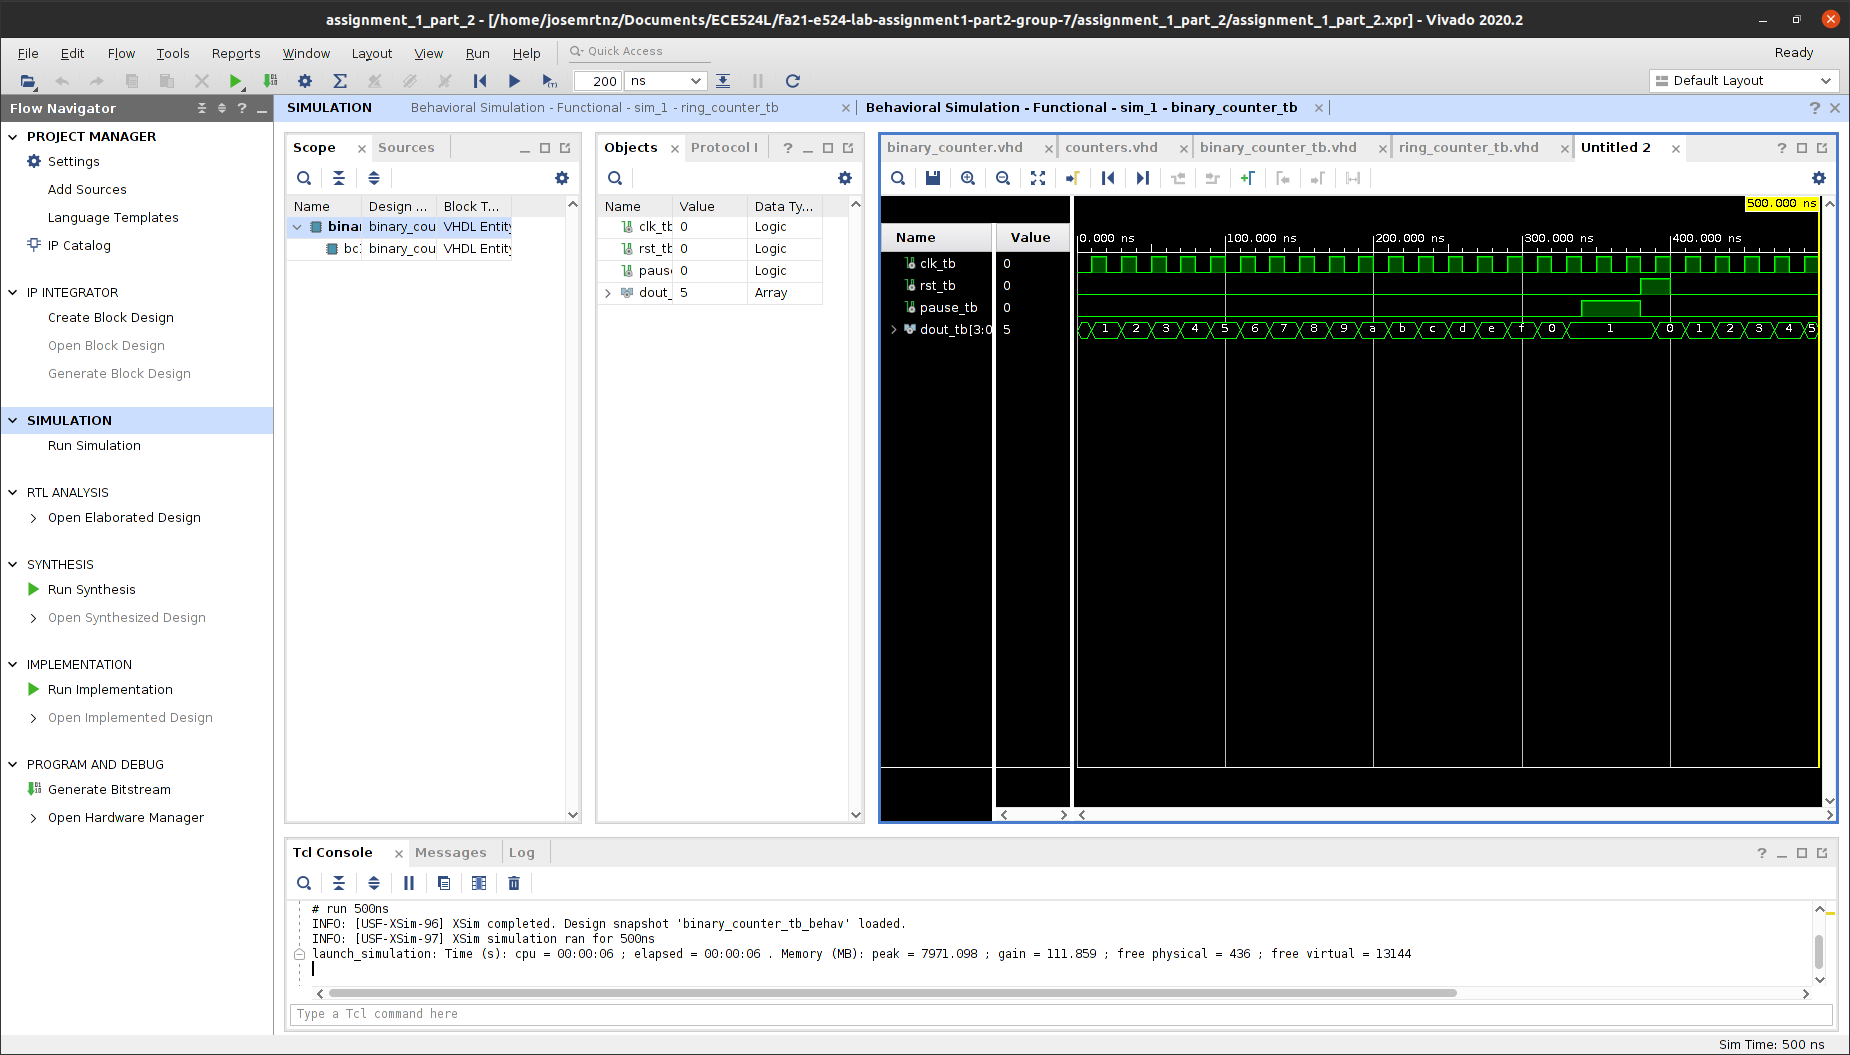 assignment_1_part_2 - [/home/josemrtnz/Documents/ECE524L/fa21-e524-lab-assignment1-part2-group-7/assignment_1_part_2/assignment_1_part_2.xpr] - Vivado 2020.2
File Edit Flow Tools Reports Window Layout View Run Help Quick Access Ready
200 ns Default Layout
Flow Navigator
SIMULATION Behavioral Simulation - Functional - sim_1 - ring_counter_tb Behavioral Simulation - Functional - sim_1 - binary_counter_tb
PROJECT MANAGER
Settings
Add Sources
Language Templates
IP Catalog
IP INTEGRATOR
Create Block Design
Open Block Design
Generate Block Design
SIMULATION
Run Simulation
RTL ANALYSIS
Open Elaborated Design
SYNTHESIS
Run Synthesis
Open Synthesized Design
IMPLEMENTATION
Run Implementation
Open Implemented Design
PROGRAM AND DEBUG
Generate Bitstream
Open Hardware Manager
Scope Sources
Name Design ... Block T...
binar binary_cou VHDL Entity
bc: binary_cou VHDL Entity
Objects Protocol I
Name Value Data Ty...
clk_tb 0 Logic
rst_tb 0 Logic
pause 0 Logic
dout_ 5 Array
binary_counter.vhd counters.vhd binary_counter_tb.vhd ring_counter_tb.vhd Untitled 2
500.000 ns
Name Value 0.000 ns 100.000 ns 200.000 ns 300.000 ns 400.000 ns
clk_tb 0
rst_tb 0
pause_tb 0
dout_tb[3:0 5 1 2 3 4 5 6 7 8 9 a b c d e f 0 1 0 1 2 3 4 5
Tcl Console Messages Log
# run 500ns
INFO: [USF-XSim-96] XSim completed. Design snapshot 'binary_counter_tb_behav' loaded.
INFO: [USF-XSim-97] XSim simulation ran for 500ns
launch_simulation: Time (s): cpu = 00:00:06 ; elapsed = 00:00:06 . Memory (MB): peak = 7971.098 ; gain = 111.859 ; free physical = 436 ; free virtual = 13144
Type a Tcl command here
Sim Time: 500 ns